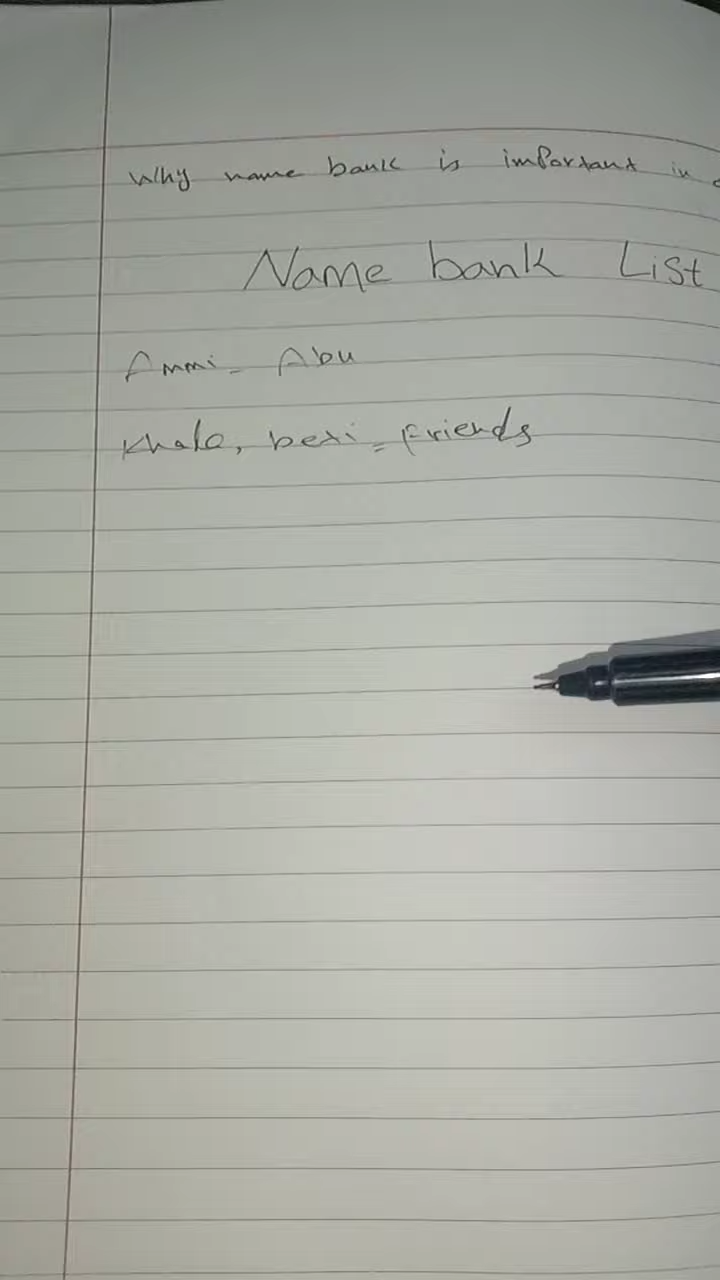 Why name bank is important in
Name bank List
Ammi - Abu
Khala, beti = friends